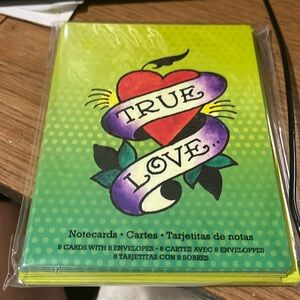 TRUE
LOVE...
Notecards • Cartes • Tarjetitas de notas
8 CARDS WITH 8 ENVELOPES • 8 CARTES AVEC 8 ENVELOPPES
8 TARJETITAS CON 8 SOBRES